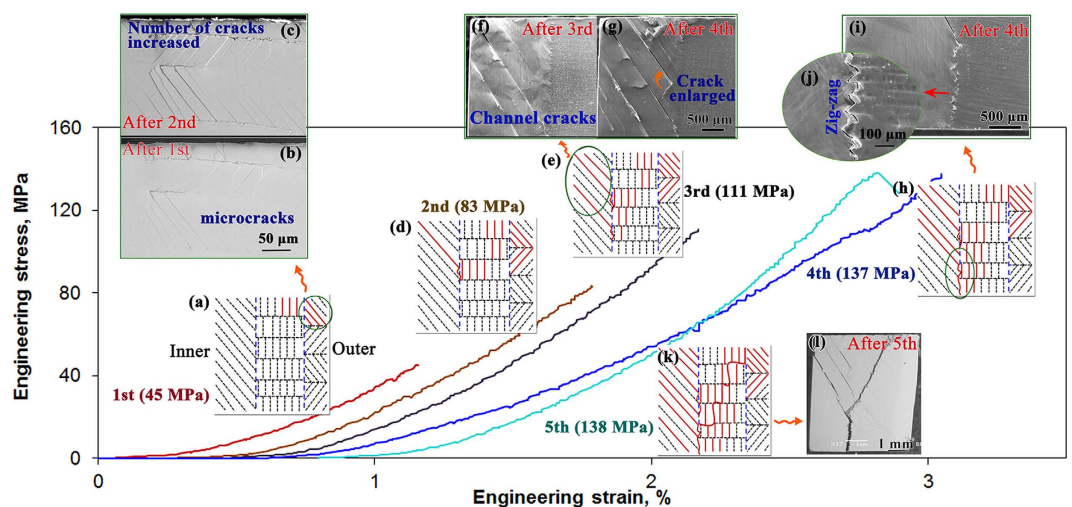 (c)
Number of cracks
increased
After 2nd
After 1st
(b)
microcracks
50 μm
(f)
After 3rd
Channel cracks
(g)
After 4th
Crack
enlarged
500 μm
(i)
After 4th
(j)
Zig-zag
100 μm
500 μm
160
120
80
40
0
Engineering stress, MPa
(a)
Inner
Outer
1st (45 MPa)
(d)
2nd (83 MPa)
(e)
3rd (111 MPa)
(h)
4th (137 MPa)
(k)
5th (138 MPa)
(l)
After 5th
1 mm
0
1
2
3
Engineering strain, %